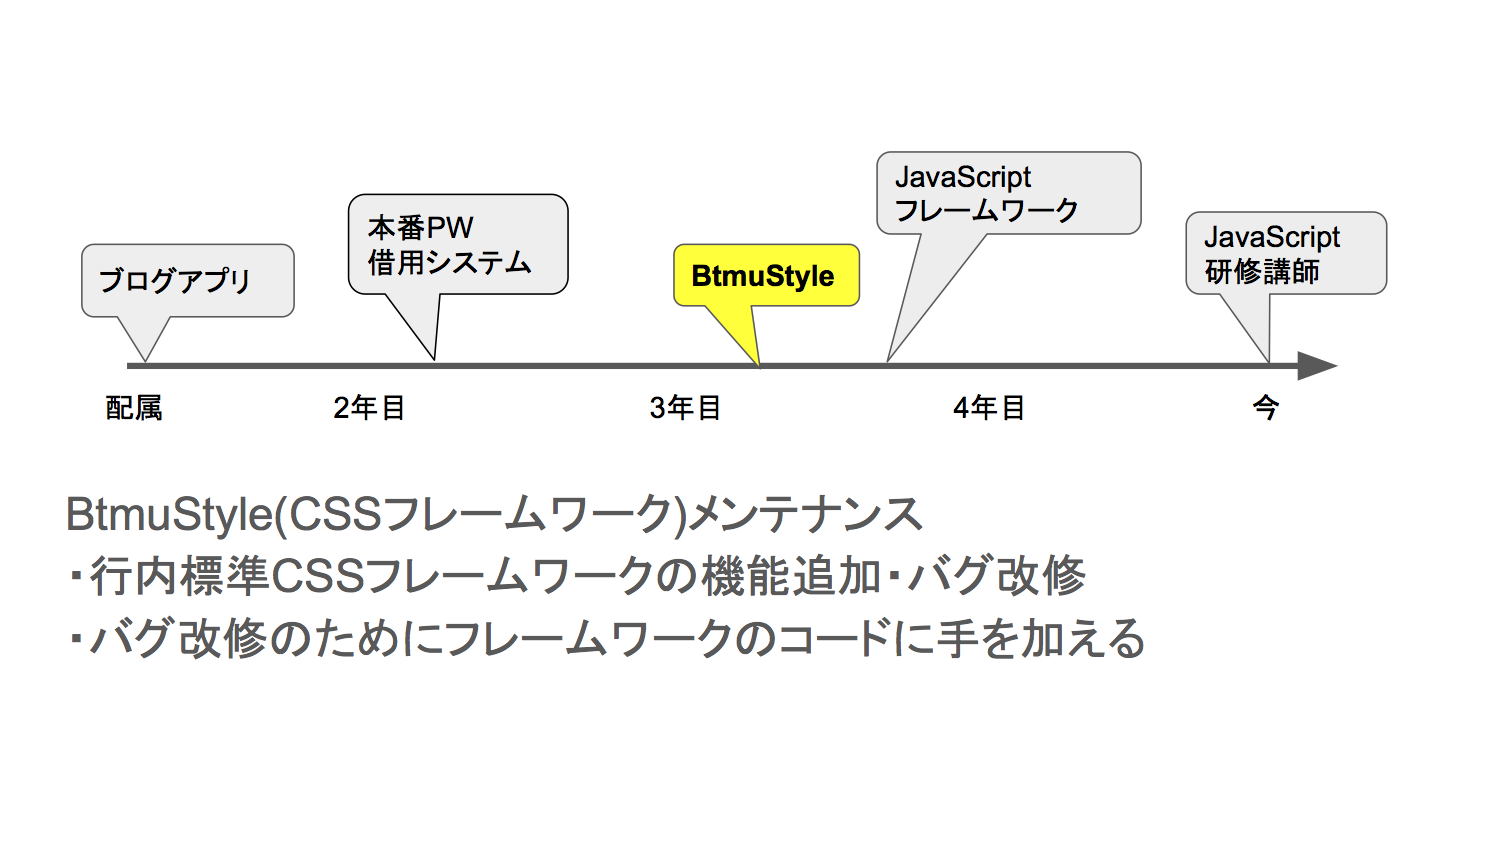 JavaScript
フレームワーク
本番PW
借用システム
JavaScript
研修講師
ブログアプリ
BtmuStyle
配属
2年目
3年目
4年目
今
BtmuStyle(CSSフレームワーク)メンテナンス
・行内標準CSSフレームワークの機能追加・バグ改修
・バグ改修のためにフレームワークのコードに手を加える